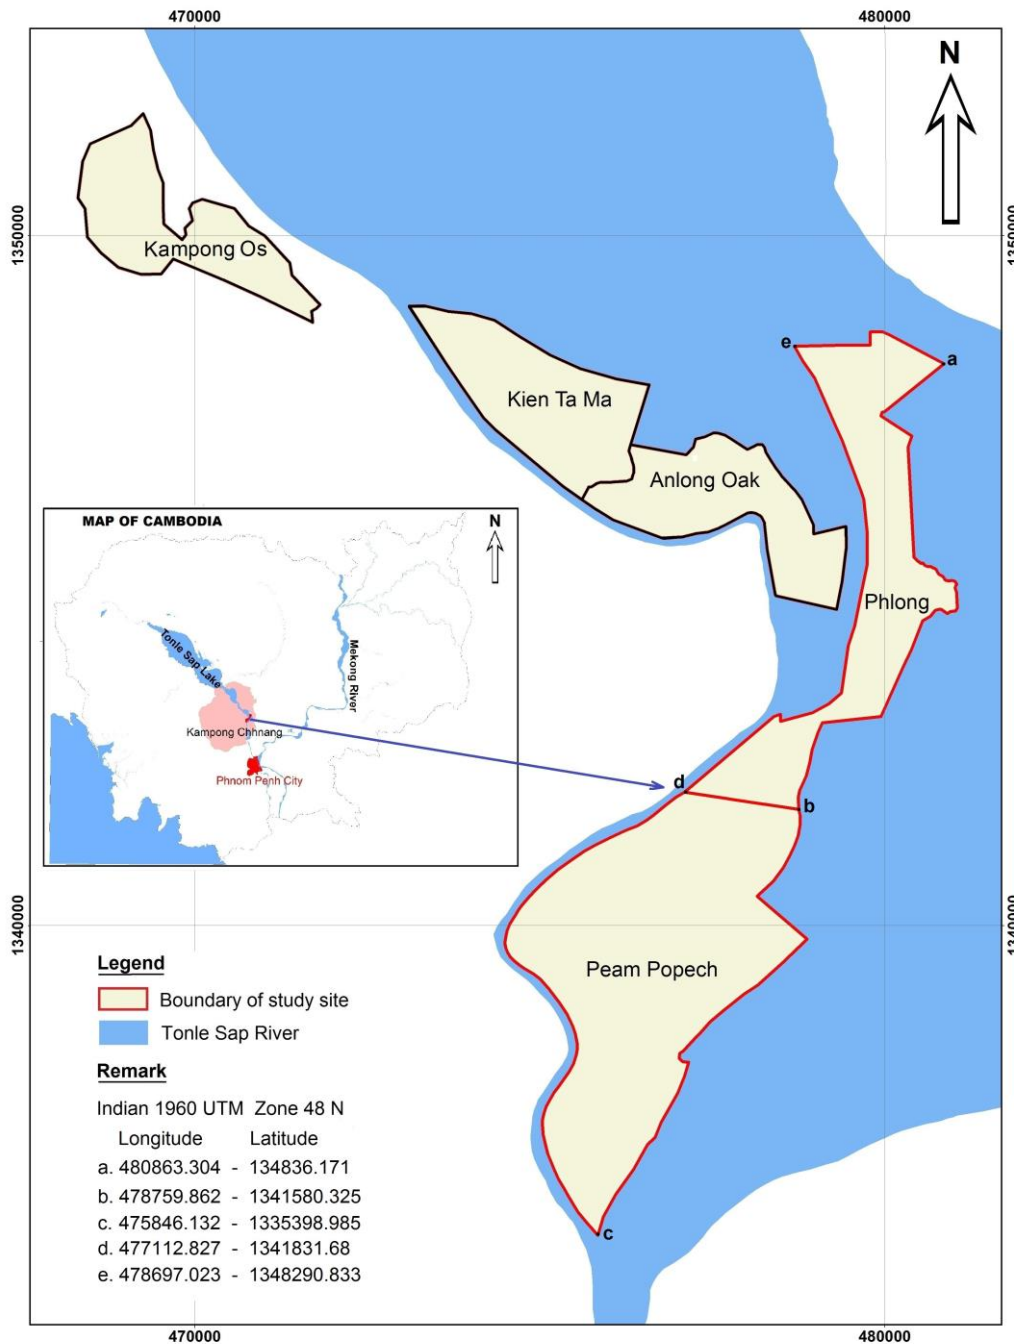 470000
480000
N
1350000
1350000
Kampong Os
e
a
Kien Ta Ma
Anlong Oak
Phlong
MAP OF CAMBODIA
N
Tonle Sap Lake
Mekong River
Kampong Chhnang
Phnom Penh City
d
b
1340000
1340000
Peam Popech
Legend
Boundary of study site
Tonle Sap River
Remark
Indian 1960 UTM Zone 48 N
Longitude Latitude
a. 480863.304 - 134836.171
b. 478759.862 - 1341580.325
c. 475846.132 - 1335398.985
d. 477112.827 - 1341831.68
e. 478697.023 - 1348290.833
c
470000
480000